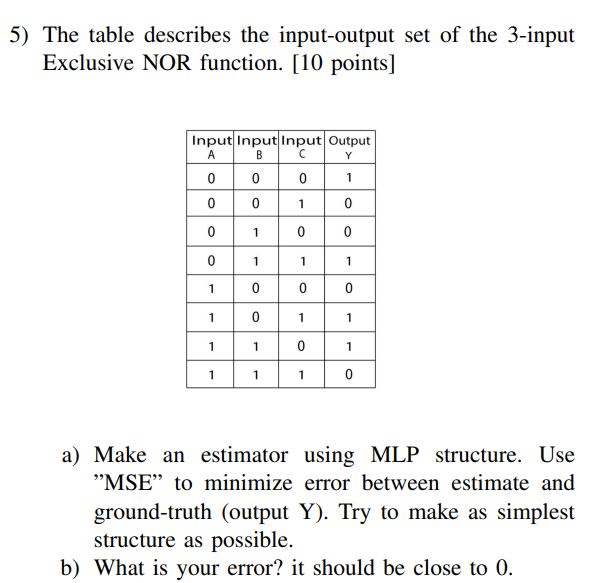 5) The table describes the input-output set of the 3-input
Exclusive NOR function. [10 points]
Input Input Input Output
A B C Y
0 0 0 1
0 0 1 0
0 1 0 0
0 1 1 1
1 0 0 0
1 0 1 1
1 1 0 1
1 1 1 0
a) Make an estimator using MLP structure. Use
”MSE” to minimize error between estimate and
ground-truth (output Y). Try to make as simplest
structure as possible.
b) What is your error? it should be close to 0.